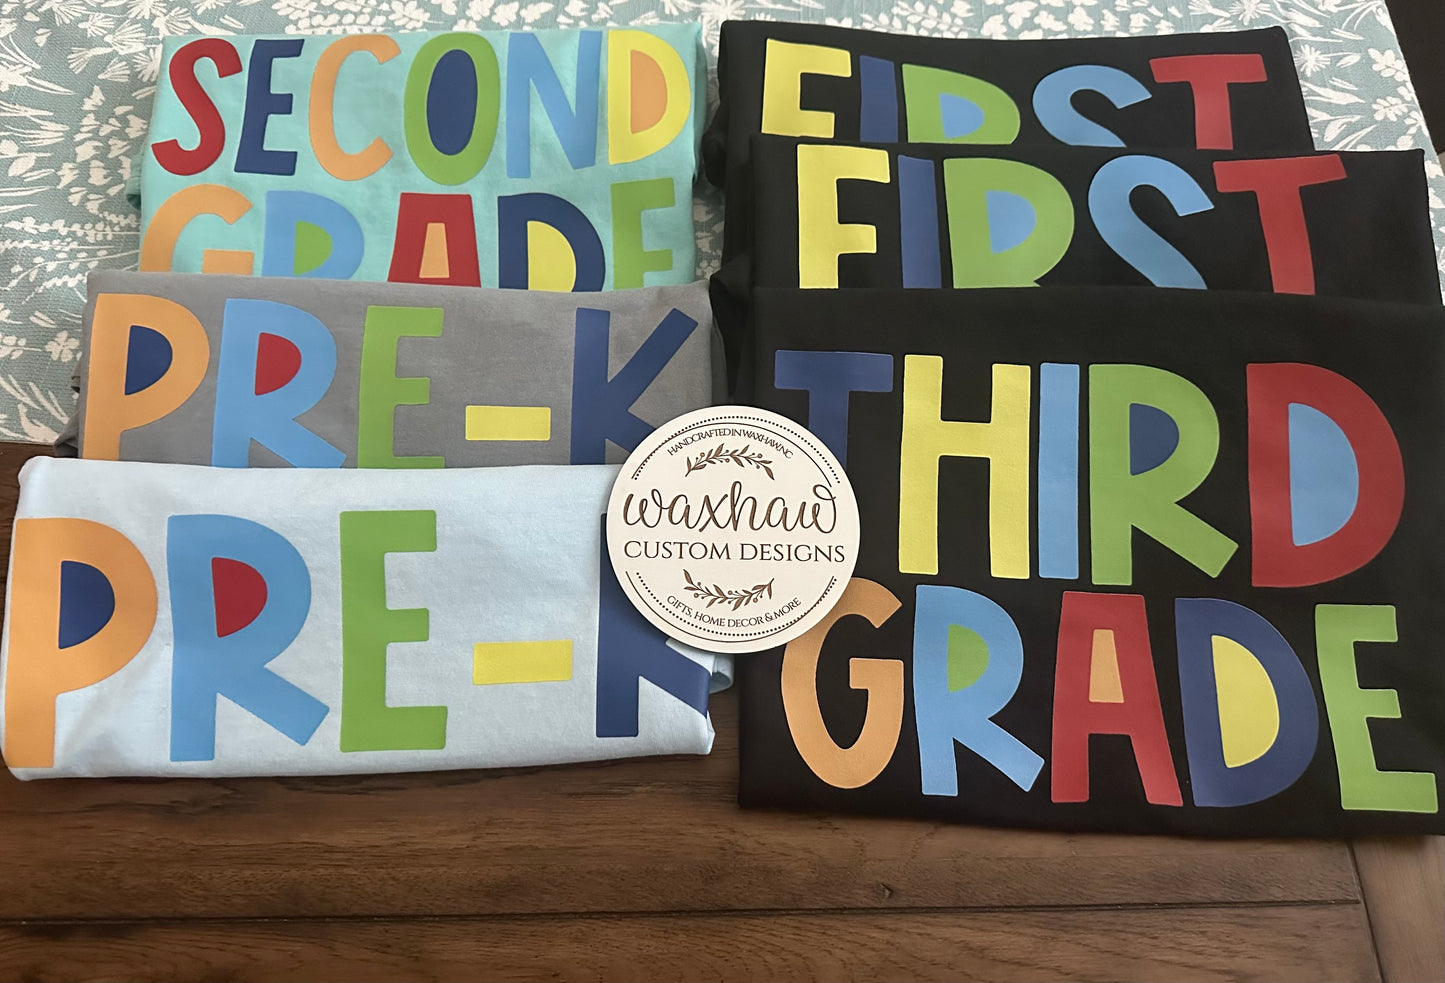 SECOND
GRADE
PRE-K
PRE-K
FIRST
FIRST
THIRD
GRADE
HANDCRAFTED IN WAXHAW NC
waxhaw
CUSTOM DESIGNS
GIFTS, HOME DECOR & MORE